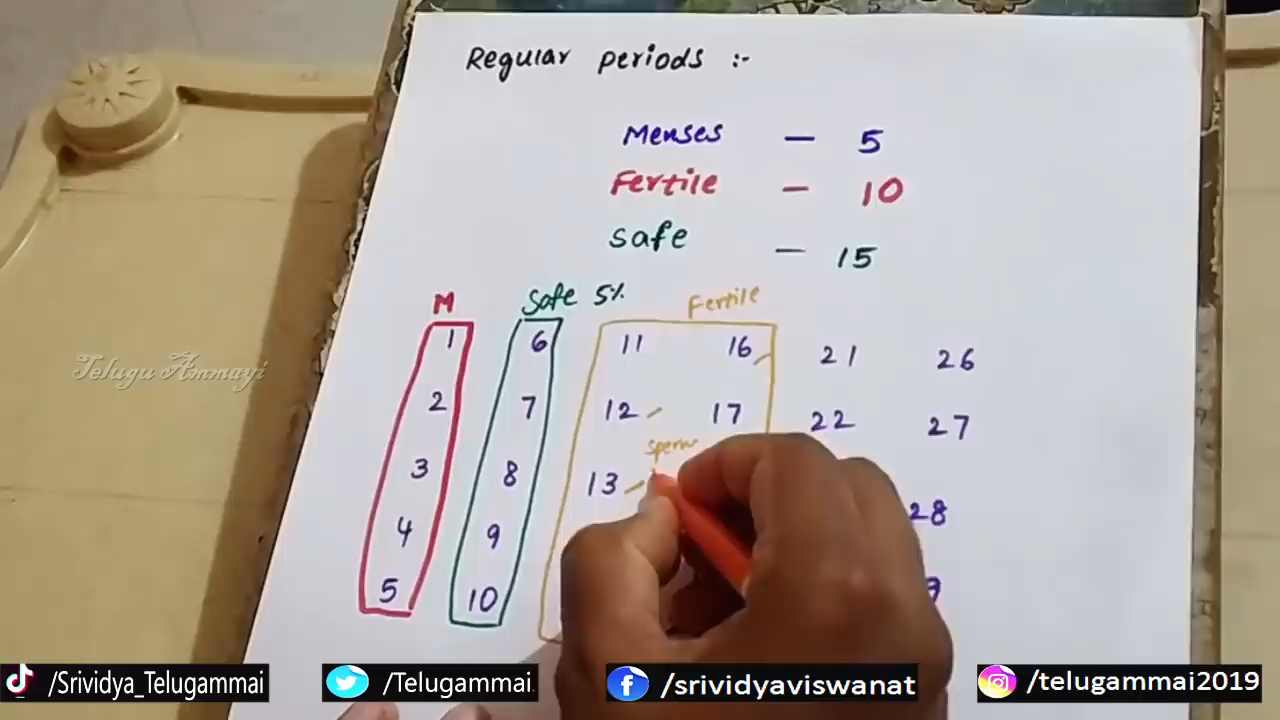 Regular periods :-
Menses - 5
Fertile - 10
Safe - 15
M Safe 5% Fertile
1 6 11 16 21 26
2 7 12 17 22 27
Sperm
3 8 13 28
4 9
5 10
Telugu Ammayi
/Srividya_Telugammai /Telugammai /srividyaviswanat /telugammai2019